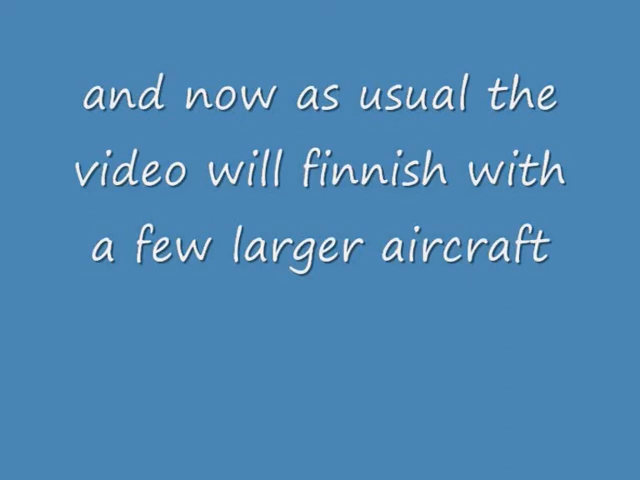 and now as usual the
video will finnish with
a few larger aircraft